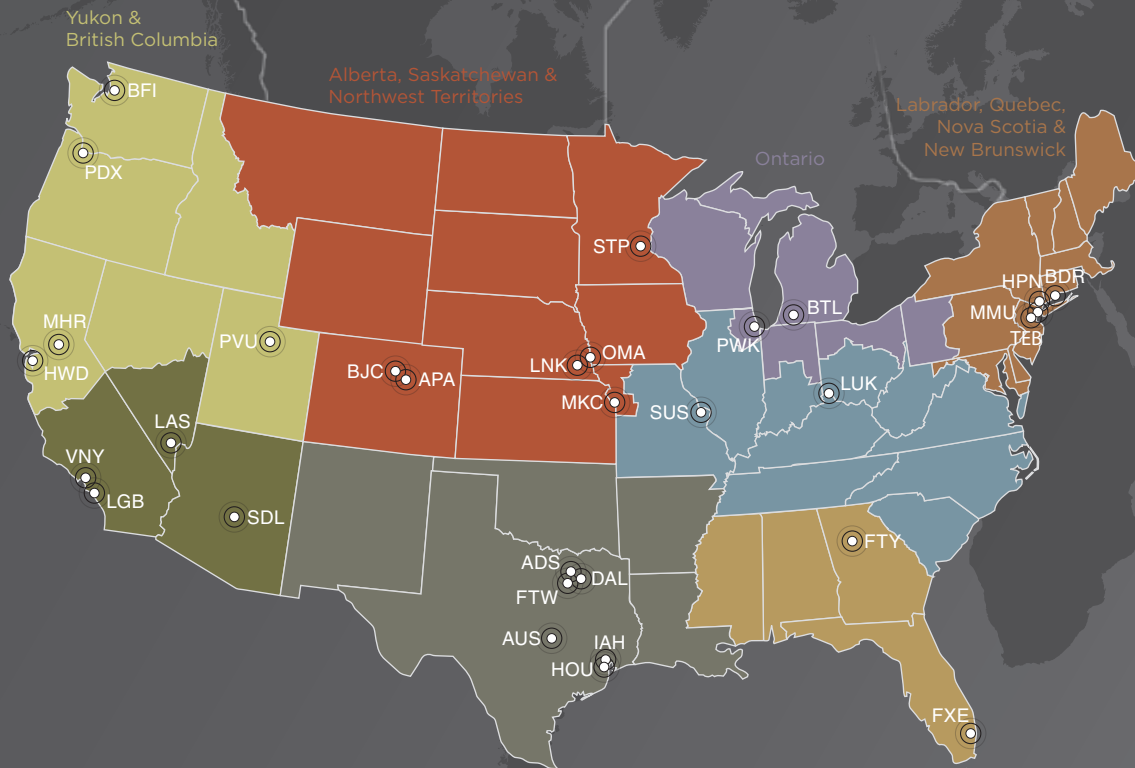 Yukon &
British Columbia
Alberta, Saskatchewan &
Northwest Territories
Labrador, Quebec,
Nova Scotia &
New Brunswick
Ontario
BFI
PDX
STP
HPN
BDR
MMU
TEB
BTL
PWK
MHR
HWD
PVU
BJC
APA
LNK
OMA
MKC
SUS
LUK
LAS
VNY
LGB
SDL
ADS
DAL
FTW
FTY
AUS
IAH
HOU
FXE